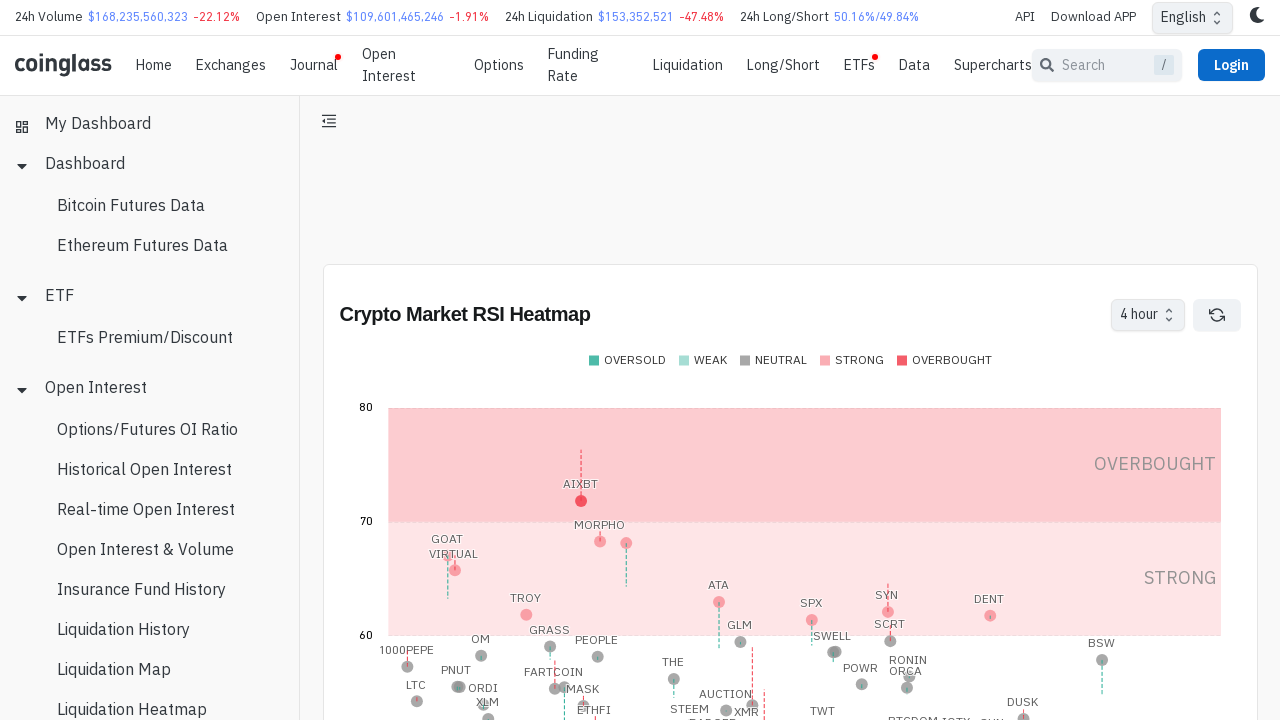 24h Volume $168,235,560,323 -22.12% Open Interest $109,601,465,246 -1.91% 24h Liquidation $153,352,521 -47.48% 24h Long/Short 50.16%/49.84% API Download APP English
coinglass Home Exchanges Journal Open Interest Options Funding Rate Liquidation Long/Short ETFs Data Supercharts Search / Login
My Dashboard
Dashboard
Bitcoin Futures Data
Ethereum Futures Data
ETF
ETFs Premium/Discount
Open Interest
Options/Futures OI Ratio
Historical Open Interest
Real-time Open Interest
Open Interest & Volume
Insurance Fund History
Liquidation History
Liquidation Map
Liquidation Heatmap
Crypto Market RSI Heatmap 4 hour
OVERSOLD WEAK NEUTRAL STRONG OVERBOUGHT
80
OVERBOUGHT
AIXBT
70
MORPHO
GOAT
VIRTUAL
STRONG
ATA
SYN
TROY
SPX
DENT
SCRT
GLM
GRASS
60
SWELL
OM
PEOPLE
BSW
1000PEPE
THE
RONIN
POWR
ORCA
PNUT
FARTCOIN
LTC
ORDI
MASK
AUCTION
XLM
DUSK
ETHFI
STEEM
XMR
TWT